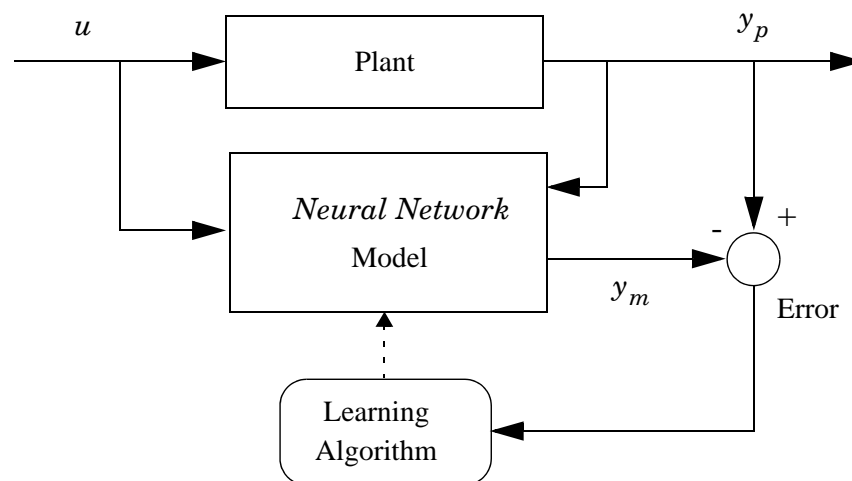 u
y_p
Plant
Neural Network
Model
- +
y_m
Error
Learning
Algorithm